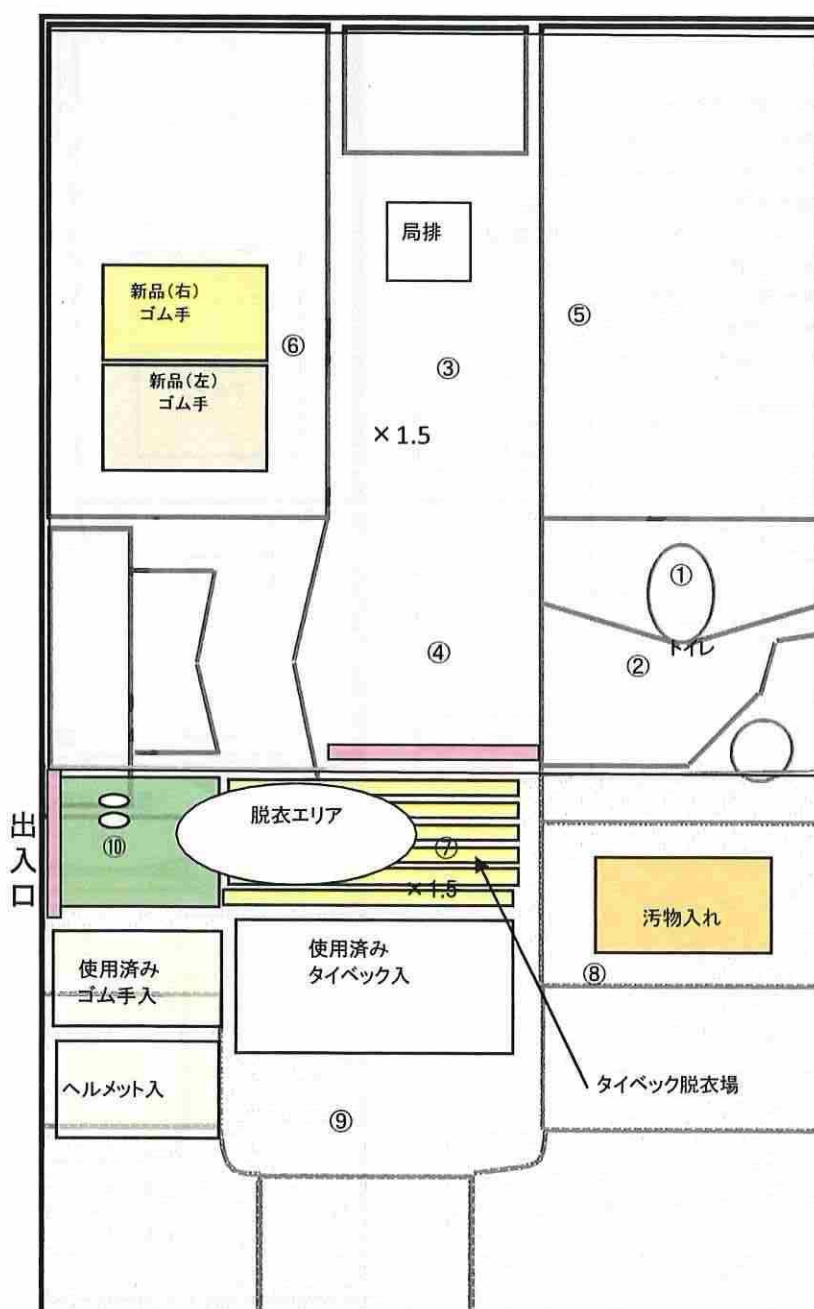 局排
新品(右)
ゴム手
⑤
⑥
③
新品(左)
ゴム手
×1.5
①
トイレ
②
④
出入口
脱衣エリア
⑩
⑦
×1.5
汚物入れ
使用済み
ゴム手入
使用済み
タイベック入
⑧
ヘルメット入
タイベック脱衣場
⑨